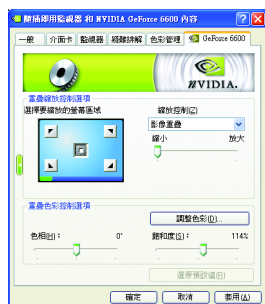 隨插即用監視器 和 NVIDIA GeForce 6600 內容
一般 介面卡 監視器 疑難排解 色彩管理 GeForce 6600
NVIDIA.
重疊縮放控制選項
選擇要縮放的螢幕區域
縮放控制(Z)
影像重疊
縮小 放大
重疊色彩控制選項
調整色彩(D)...
色相(H)： 0° 飽和度(S)： 114%
還原預設值(E)
確定 取消 套用(A)